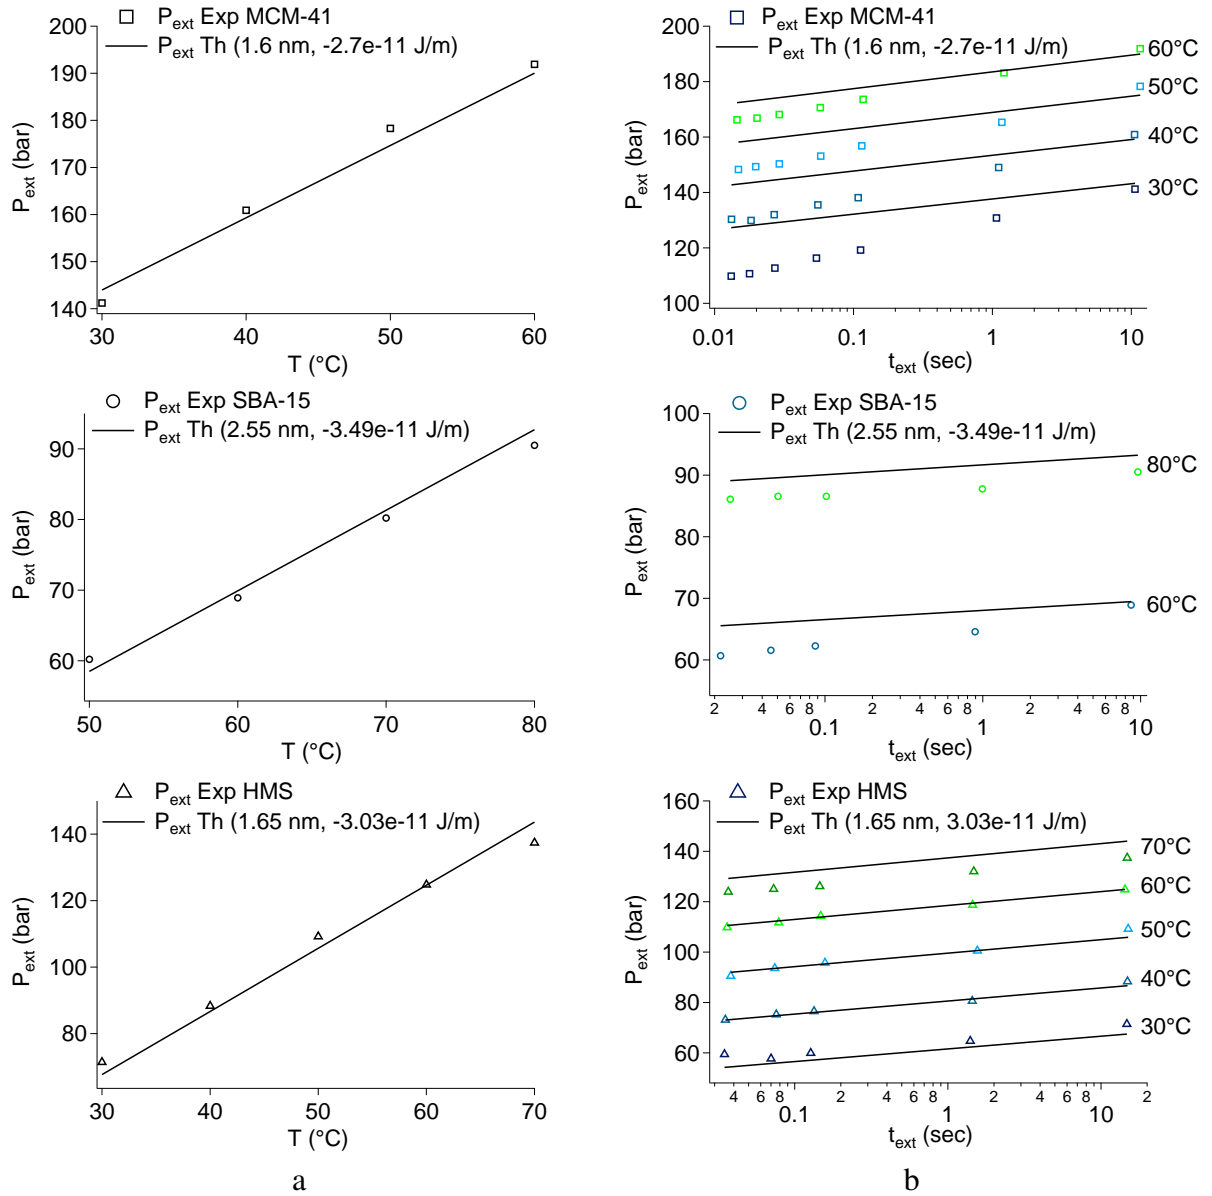 P_ext Exp MCM-41
P_ext Th (1.6 nm, -2.7e-11 J/m)
200
190
180
170
160
150
140
P_ext (bar)
30 40 50 60
T (°C)
P_ext Exp MCM-41
P_ext Th (1.6 nm, -2.7e-11 J/m)
200
180
160
140
120
100
P_ext (bar)
60°C
50°C
40°C
30°C
0.01 0.1 1 10
t_ext (sec)
P_ext Exp SBA-15
P_ext Th (2.55 nm, -3.49e-11 J/m)
90
80
70
60
P_ext (bar)
50 60 70 80
T (°C)
P_ext Exp SBA-15
P_ext Th (2.55 nm, -3.49e-11 J/m)
100
90
80
70
60
P_ext (bar)
80°C
60°C
2 4 6 8 2 4 6 8 2 4 6 8
0.1 1 10
t_ext (sec)
P_ext Exp HMS
P_ext Th (1.65 nm, -3.03e-11 J/m)
140
120
100
80
P_ext (bar)
30 40 50 60 70
T (°C)
P_ext Exp HMS
P_ext Th (1.65 nm, 3.03e-11 J/m)
160
140
120
100
80
60
P_ext (bar)
70°C
60°C
50°C
40°C
30°C
4 6 8 2 4 6 8 2 4 6 8 2
0.1 1 10
t_ext (sec)
a
b